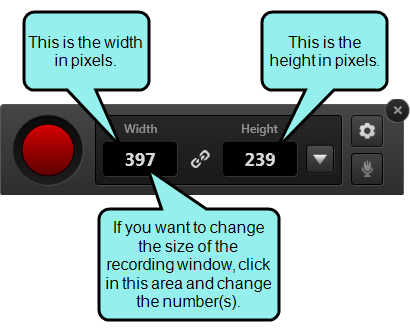 This is the width
in pixels.
This is the
height in pixels.
Width
Height
397
239
If you want to change
the size of the
recording window, click
in this area and change
the number(s).